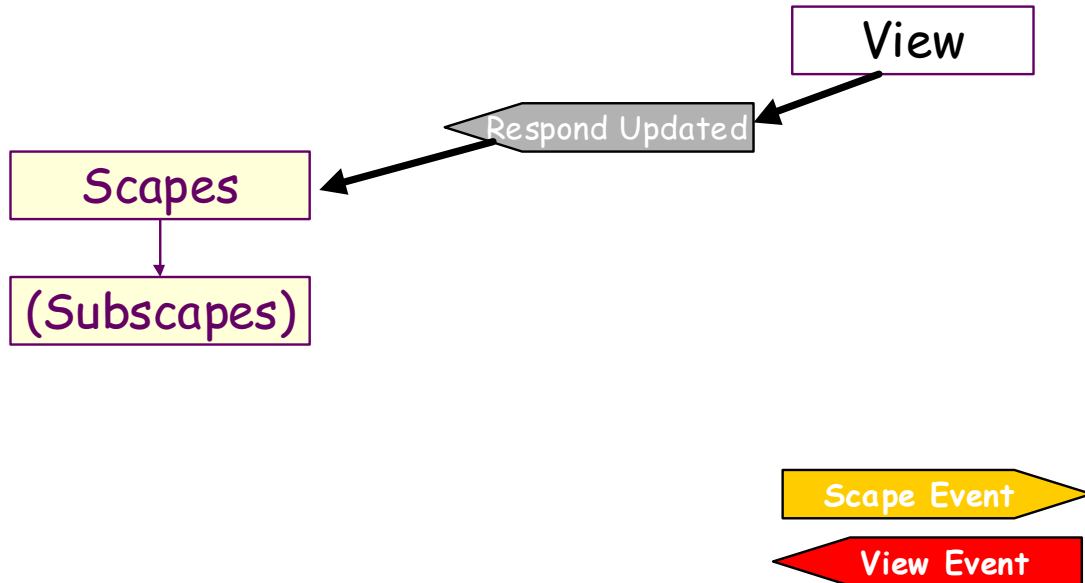 View
Respond Updated
Scapes
(Subscapes)
Scape Event
View Event